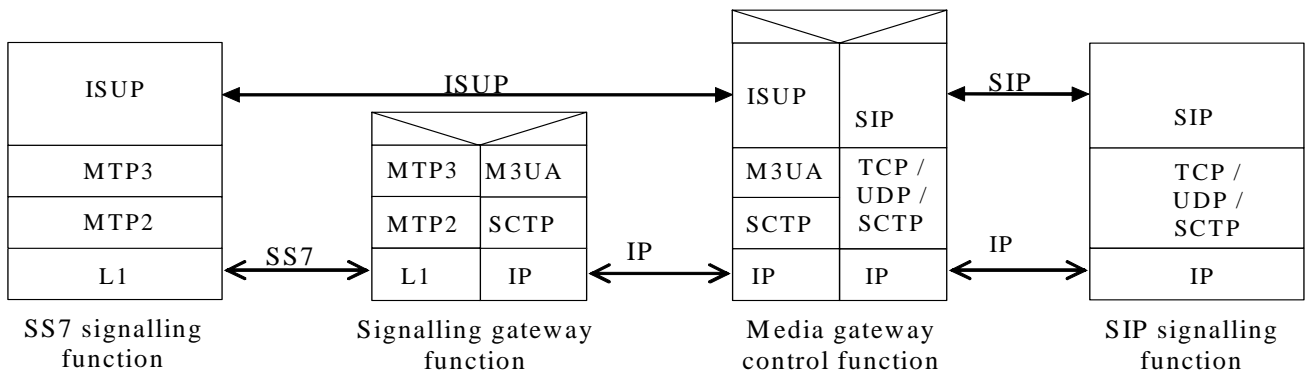 ISUP
MTP3
MTP2
L1
SS7 signalling
function
ISUP
SS7
MTP3
M3UA
MTP2
SCTP
L1
IP
Signalling gateway
function
IP
ISUP
SIP
M3UA
SCTP
TCP /
UDP /
SCTP
IP
IP
Media gateway
control function
SIP
IP
SIP
TCP /
UDP /
SCTP
IP
SIP signalling
function